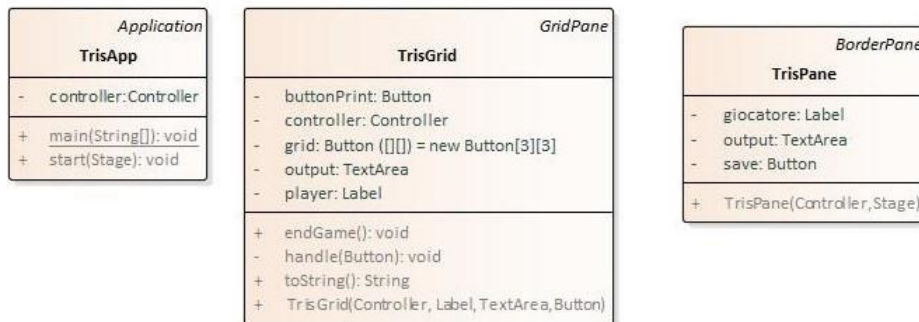 Application
TrisApp
- controller:Controller
+ main(String[]): void
+ start(Stage): void
GridPane
TrisGrid
- buttonPrint: Button
- controller: Controller
- grid: Button ([][]) = new Button[3][3]
- output: TextArea
- player: Label
+ endGame(): void
- handle(Button): void
+ toString(): String
+ TrisGrid(Controller, Label, TextArea, Button)
BorderPane
TrisPane
- giocatore: Label
- output: TextArea
- save: Button
+ TrisPane(Controller, Stage)